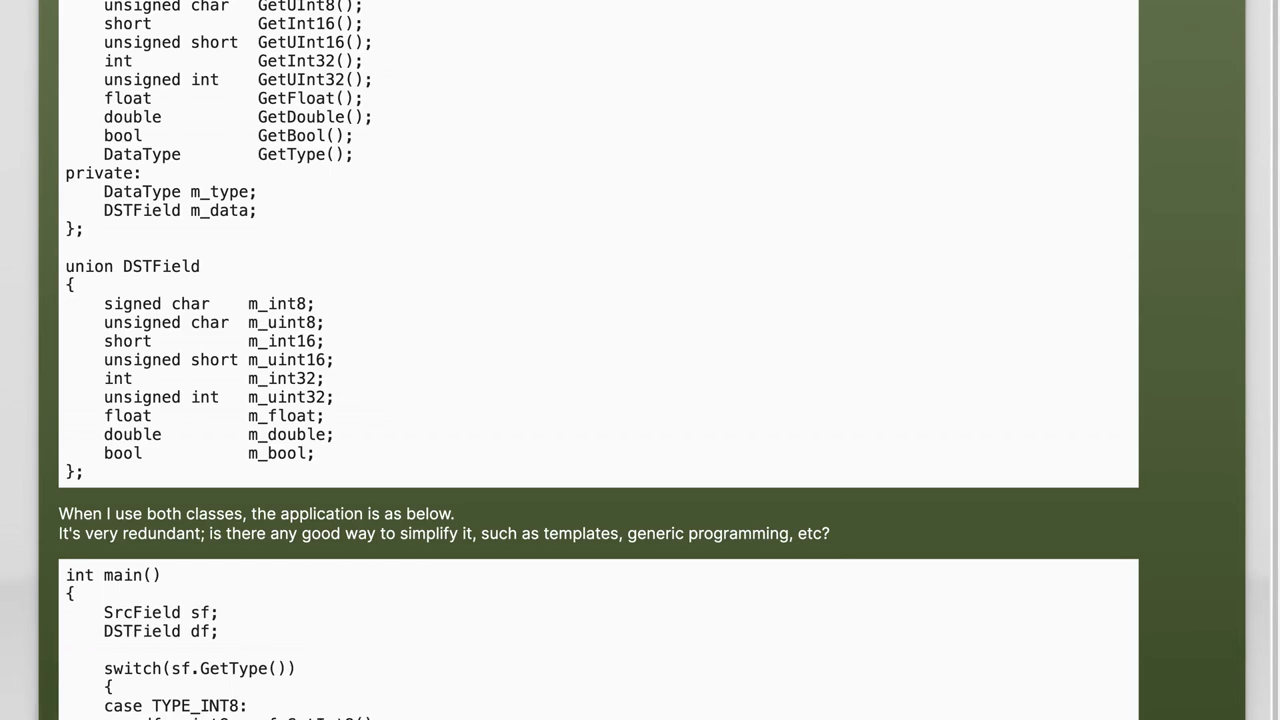 unsigned char   GetUInt8();
short           GetInt16();
unsigned short  GetUInt16();
int             GetInt32();
unsigned int    GetUInt32();
float           GetFloat();
double          GetDouble();
bool            GetBool();
DataType        GetType();
private:
DataType m_type;
DSTField m_data;
};
union DSTField
{
signed char    m_int8;
unsigned char  m_uint8;
short          m_int16;
unsigned short m_uint16;
int            m_int32;
unsigned int   m_uint32;
float          m_float;
double         m_double;
bool           m_bool;
};
When I use both classes, the application is as below.
It's very redundant; is there any good way to simplify it, such as templates, generic programming, etc?
int main()
{
SrcField sf;
DSTField df;
switch(sf.GetType())
{
case TYPE_INT8: